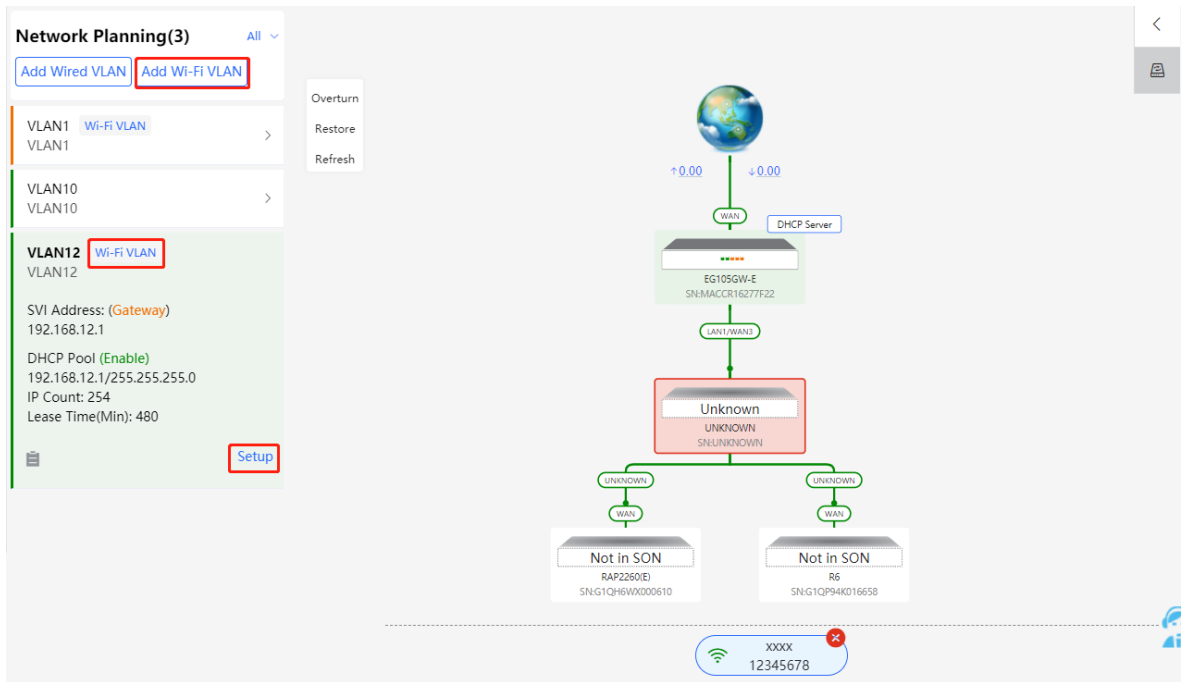 Network Planning(3) All
Add Wired VLAN Add Wi-Fi VLAN
VLAN1 Wi-Fi VLAN
VLAN1
VLAN10
VLAN10
VLAN12 Wi-Fi VLAN
VLAN12
SVI Address: (Gateway)
192.168.12.1
DHCP Pool (Enable)
192.168.12.1/255.255.255.0
IP Count: 254
Lease Time(Min): 480
Setup
Overturn
Restore
Refresh
↑0.00 ↓0.00
WAN
DHCP Server
EG105GW-E
SN:MACCR16277F22
LAN1/WAN3
Unknown
UNKNOWN
SN:UNKNOWN
UNKNOWN UNKNOWN
WAN WAN
Not in SON Not in SON
RAP2260(E) R6
SN:G1QH6WX000610 SN:G1QP94K016658
xxxx
12345678